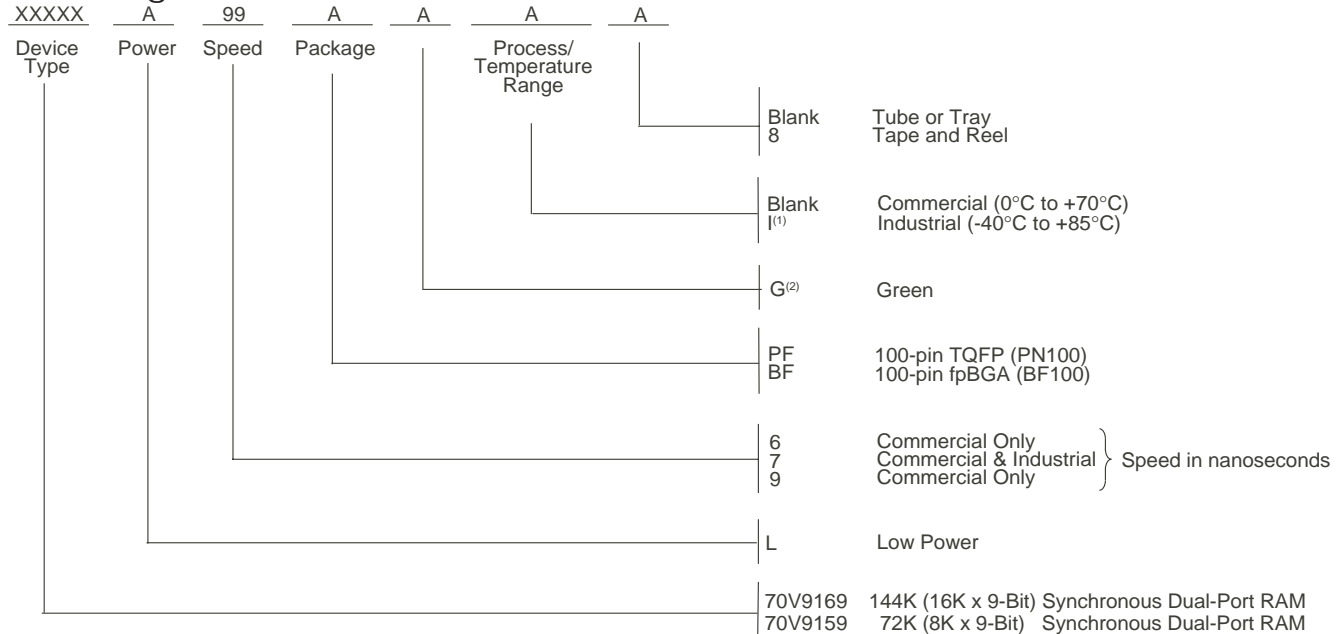 XXXXX A 99 A A A A
Device Type
Power
Speed
Package
Process/
Temperature
Range
Blank Tube or Tray
8 Tape and Reel
Blank Commercial (0°C to +70°C)
I(1) Industrial (-40°C to +85°C)
G(2) Green
PF 100-pin TQFP (PN100)
BF 100-pin fpBGA (BF100)
6 Commercial Only
7 Commercial & Industrial
9 Commercial Only
Speed in nanoseconds
L Low Power
70V9169 144K (16K x 9-Bit) Synchronous Dual-Port RAM
70V9159 72K (8K x 9-Bit) Synchronous Dual-Port RAM